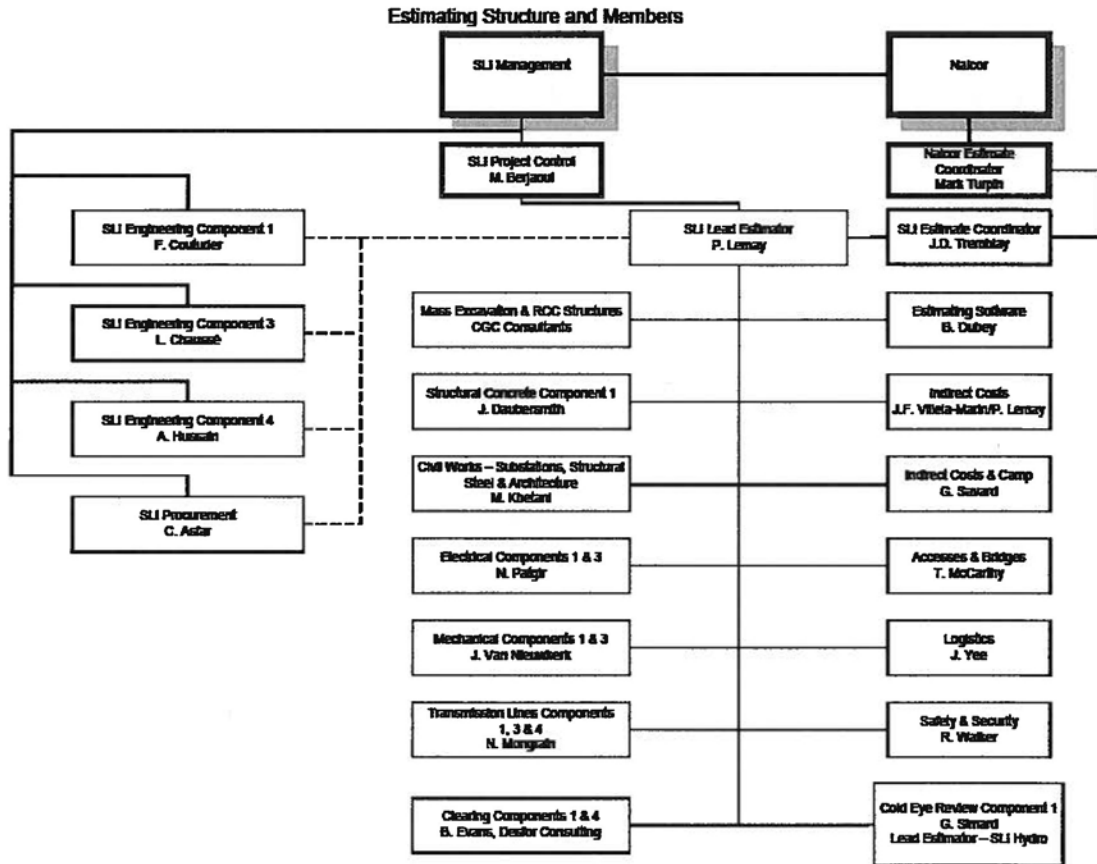 Estimating Structure and Members
SLI Management
Nalcor
SLI Project Control
M. Berjaoui
Nalcor Estimate
Coordinator
Mark Turpin
SLI Engineering Component 1
F. Couturier
SLI Lead Estimator
P. Lemay
SLI Estimate Coordinator
J.D. Tremblay
Mass Excavation & RCC Structures
CGC Consultants
Estimating Software
B. Dubey
SLI Engineering Component 3
L. Chaussé
Structural Concrete Component 1
J. Daubersmith
Indirect Costs
J.F. Villela-Marin/P. Lemay
SLI Engineering Component 4
A. Hussain
Civil Works – Substations, Structural
Steel & Architecture
M. Khetani
Indirect Costs & Camp
G. Savard
SLI Procurement
C. Astar
Electrical Components 1 & 3
N.
Accesses & Bridges
T. McCarthy
Mechanical Components 1 & 3
J. Van Nieuwkerk
Logistics
J. Yee
Transmission Lines Components
1, 3 & 4
N. Mongrain
Safety & Security
R. Walker
Clearing Components 1 & 4
B. Evans, Desfor Consulting
Cold Eye Review Component 1
G. Simard
Lead Estimator – SLI Hydro